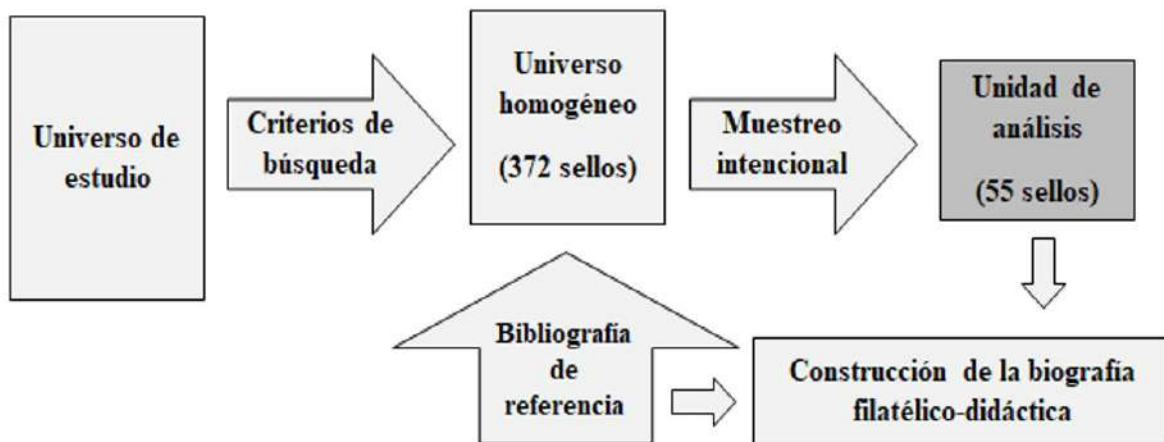 Universo de
estudio
Criterios de
búsqueda
Universo
homogéneo
(372 sellos)
Muestreo
intencional
Unidad de
análisis
(55 sellos)
Bibliografía
de
referencia
Construcción de la biografía
filatélico-didáctica